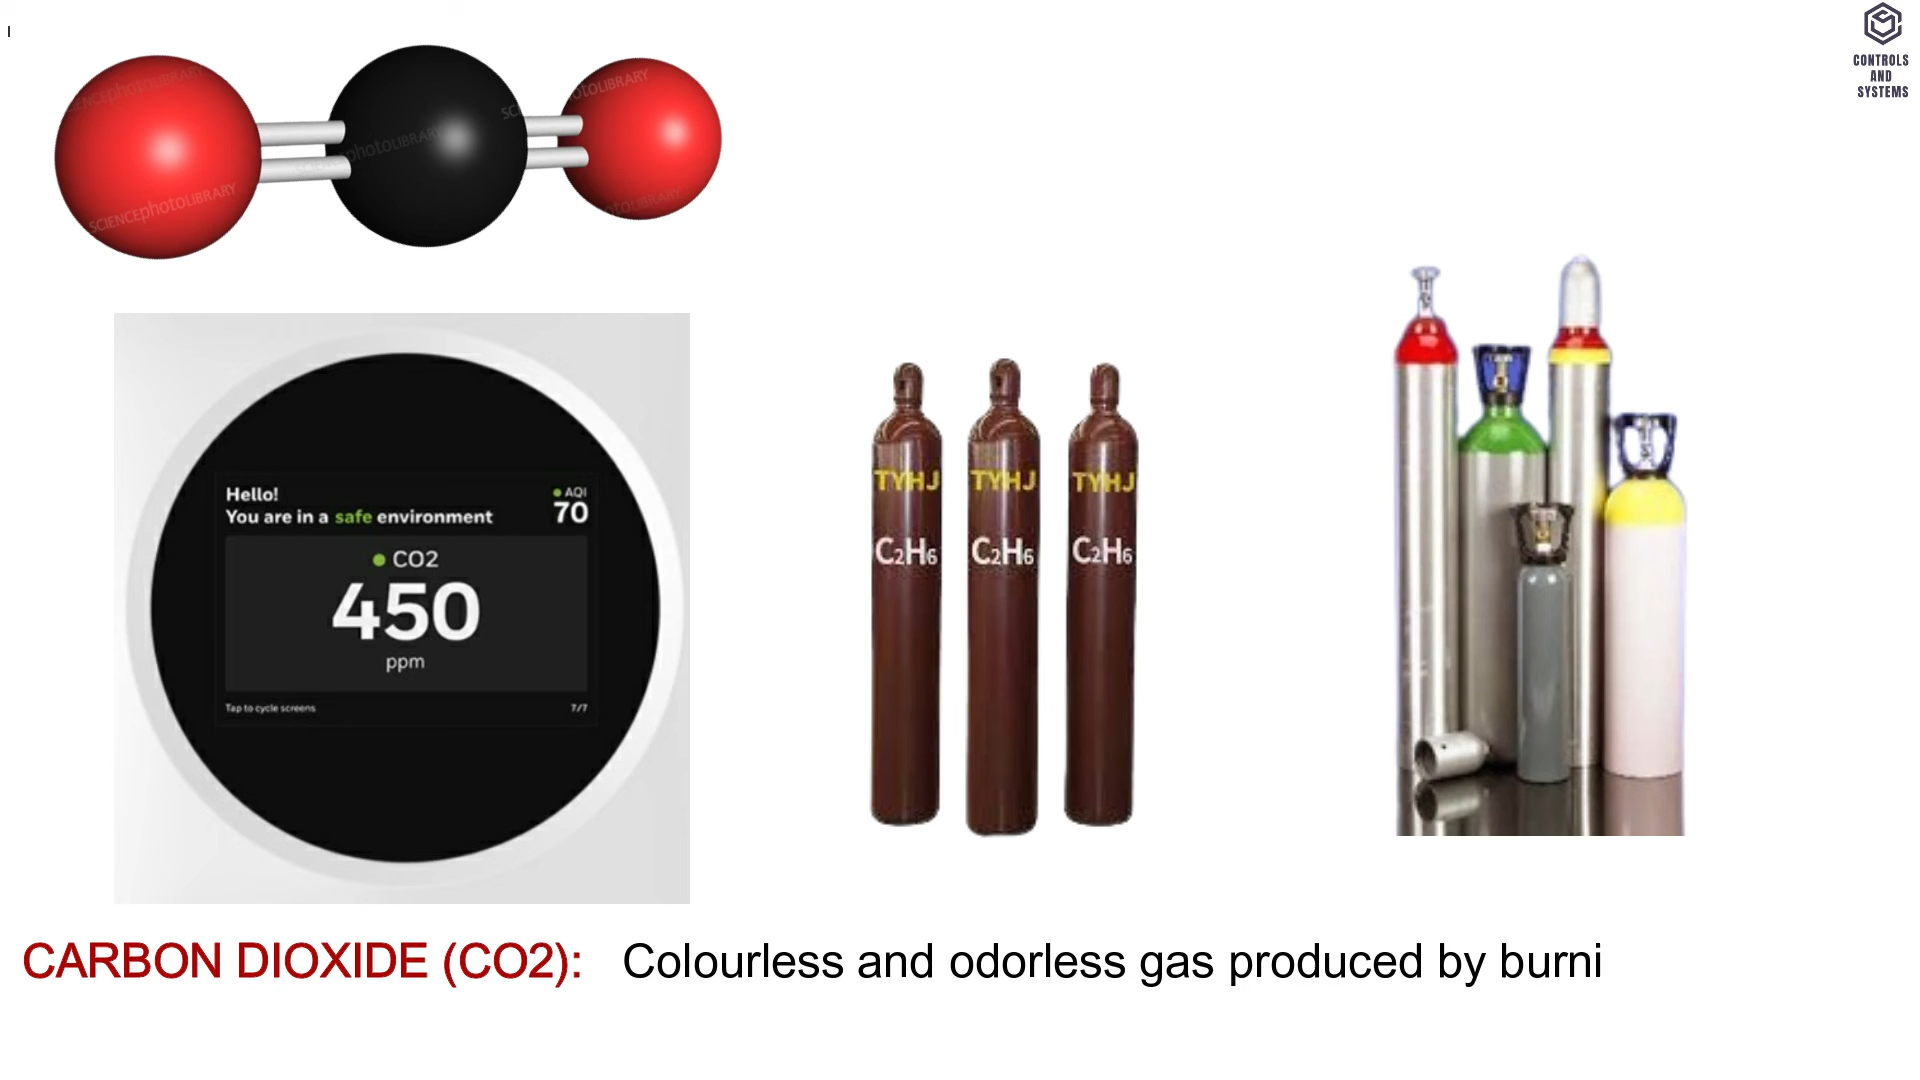 CONTROLS
AND
SYSTEMS
SCIENCEphotoLIBRARY
Hello!
You are in a safe environment
AQI
70
CO2
450
ppm
Tap to cycle screens
7/7
TYHJ TYHJ TYHJ
C2H6 C2H6 C2H6
CARBON DIOXIDE (CO2): Colourless and odorless gas produced by burni